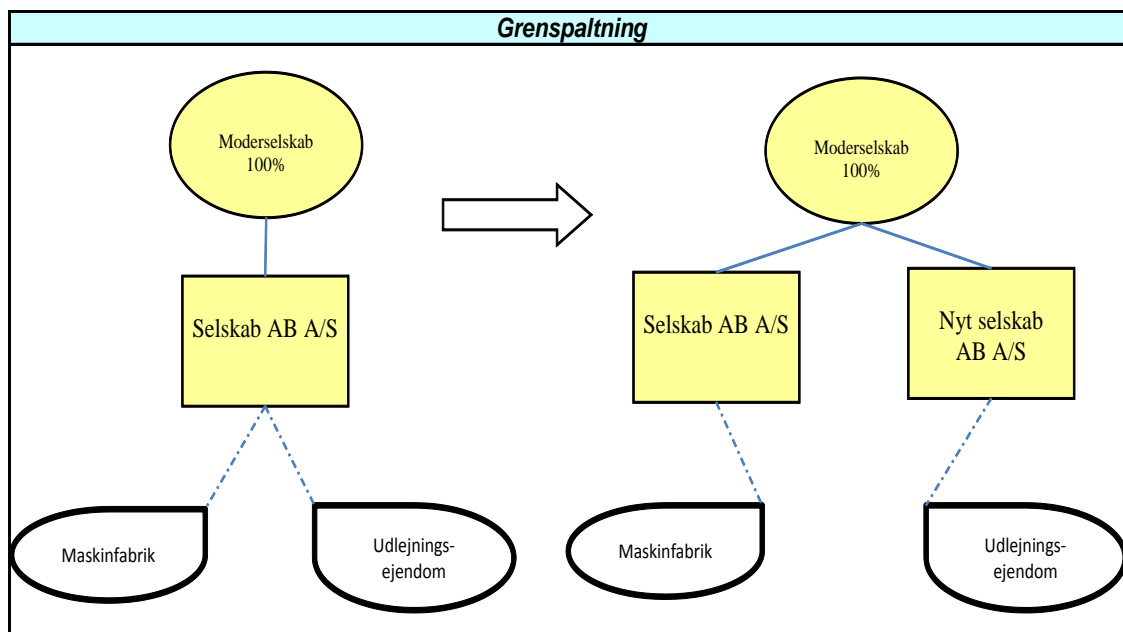 Grenspaltning
Moderselskab
100%
Selskab AB A/S
Maskinfabrik
Udlejnings-
ejendom
Moderselskab
100%
Selskab AB A/S
Nyt selskab
AB A/S
Maskinfabrik
Udlejnings-
ejendom